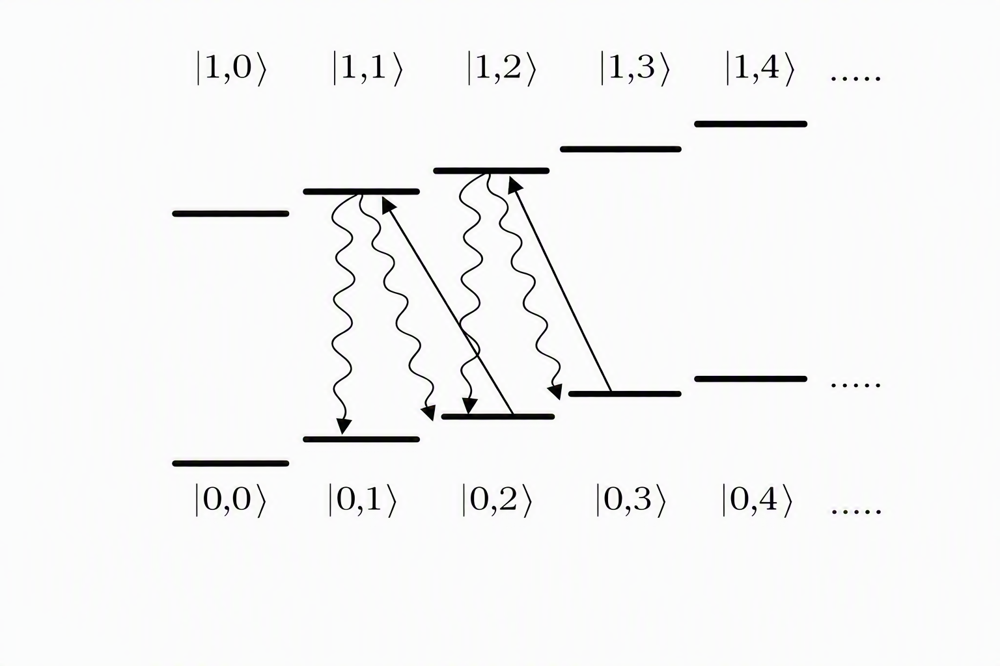 |1,0⟩ |1,1⟩ |1,2⟩ |1,3⟩ |1,4⟩ .....
.....
|0,0⟩ |0,1⟩ |0,2⟩ |0,3⟩ |0,4⟩ .....